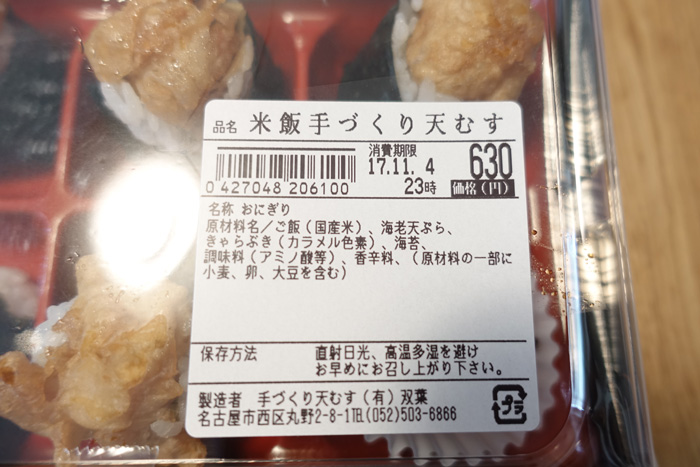 品名 米飯手づくり天むす
消費期限
17.11. 4
23時
630
価格(円)
0 427048 206100
名称 おにぎり
原材料名／ご飯(国産米)、海老天ぷら、
きゃらぶき(カラメル色素)、海苔、
調味料(アミノ酸等)、香辛料、(原材料の一部に
小麦、卵、大豆を含む)
保存方法 直射日光、高温多湿を避け
お早めにお召し上がり下さい。
製造者 手づくり天むす(有)双葉
名古屋市西区丸野2-8-1℡(052)503-6866
プラ